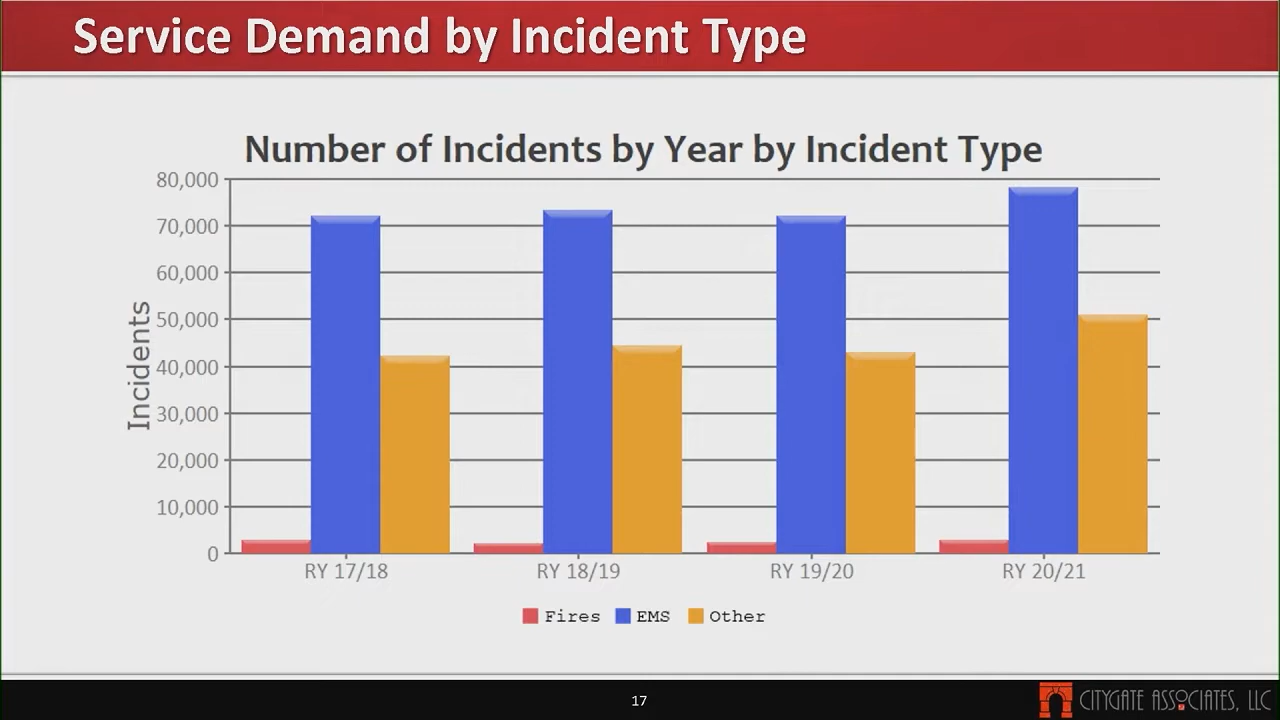 Service Demand by Incident Type
Number of Incidents by Year by Incident Type
Incidents
80,000
70,000
60,000
50,000
40,000
30,000
20,000
10,000
0
RY 17/18 RY 18/19 RY 19/20 RY 20/21
Fires EMS Other
17
CITYGATE ASSOCIATES, LLC